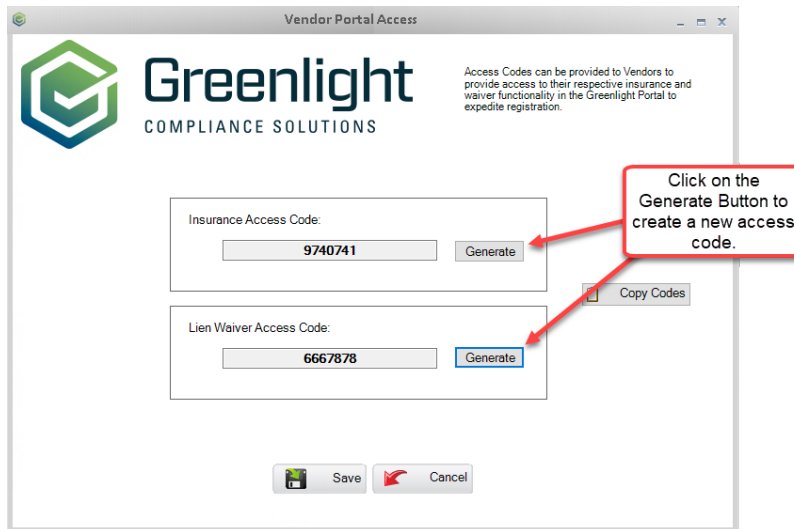 Vendor Portal Access
Greenlight
COMPLIANCE SOLUTIONS
Access Codes can be provided to Vendors to
provide access to their respective insurance and
waiver functionality in the Greenlight Portal to
expedite registration.
Click on the
Generate Button to
create a new access
code.
Insurance Access Code:
9740741
Generate
Copy Codes
Lien Waiver Access Code:
6667878
Generate
Save
Cancel